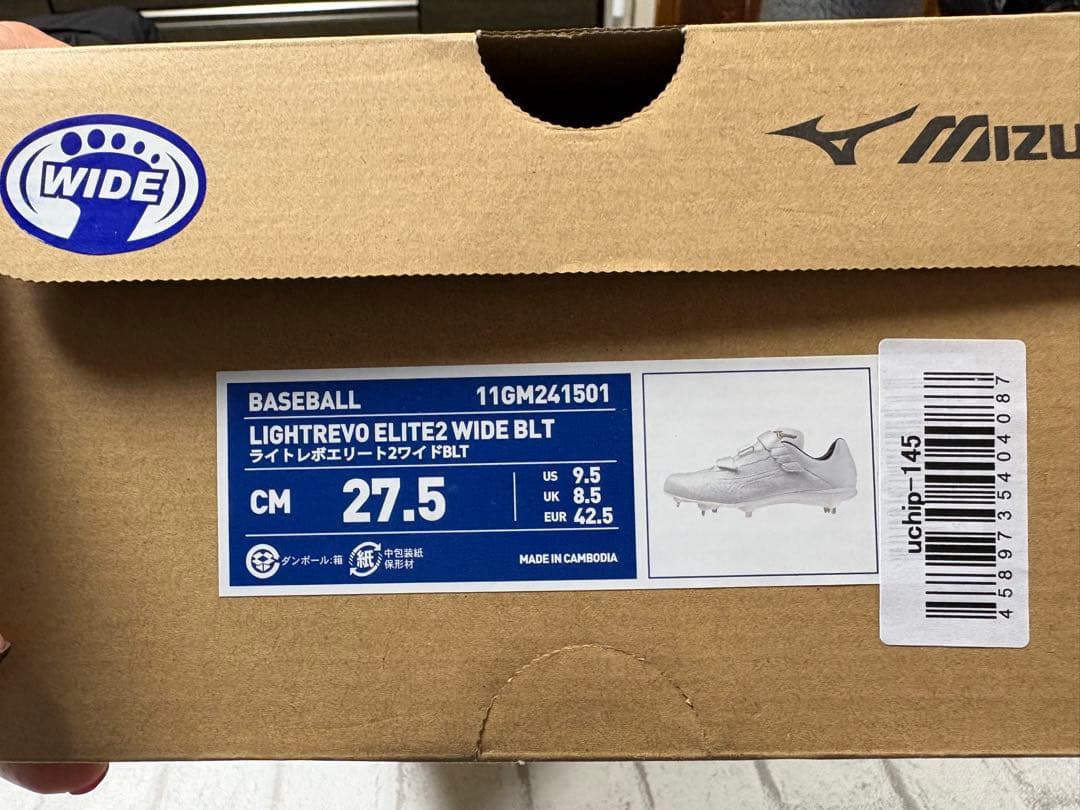 WIDE
MIZU
BASEBALL 11GM241501
LIGHTREVO ELITE2 WIDE BLT
ライトレボエリート2ワイドBLT
CM 27.5
US 9.5
UK 8.5
EUR 42.5
ダンボール:箱
紙 中包装紙
保形材
MADE IN CAMBODIA
uchip-145
4589735404087